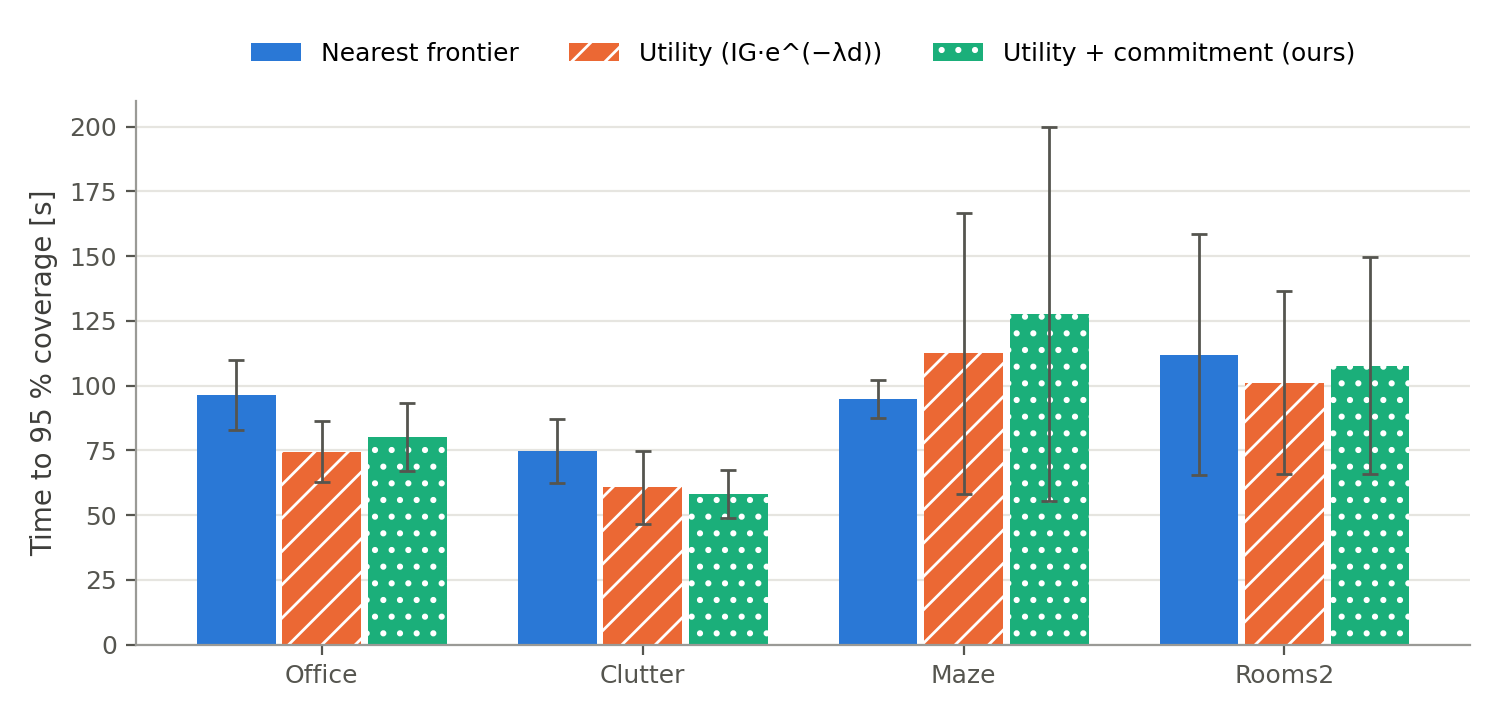 Nearest frontier
Utility (IG·e^(−λd))
Utility + commitment (ours)
Time to 95 % coverage [s]
200
175
150
125
100
75
50
25
0
Office
Clutter
Maze
Rooms2